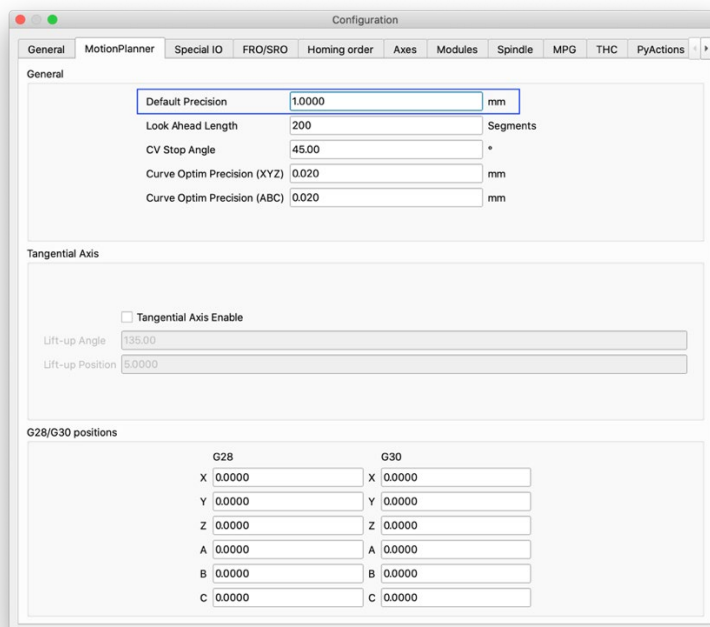 Configuration
General MotionPlanner Special IO FRO/SRO Homing order Axes Modules Spindle MPG THC PyActions
General
Default Precision 1.0000 mm
Look Ahead Length 200 Segments
CV Stop Angle 45.00 °
Curve Optim Precision (XYZ) 0.020 mm
Curve Optim Precision (ABC) 0.020 mm
Tangential Axis
Tangential Axis Enable
Lift-up Angle 135.00
Lift-up Position 5.0000
G28/G30 positions
G28 G30
X 0.0000 X 0.0000
Y 0.0000 Y 0.0000
Z 0.0000 Z 0.0000
A 0.0000 A 0.0000
B 0.0000 B 0.0000
C 0.0000 C 0.0000